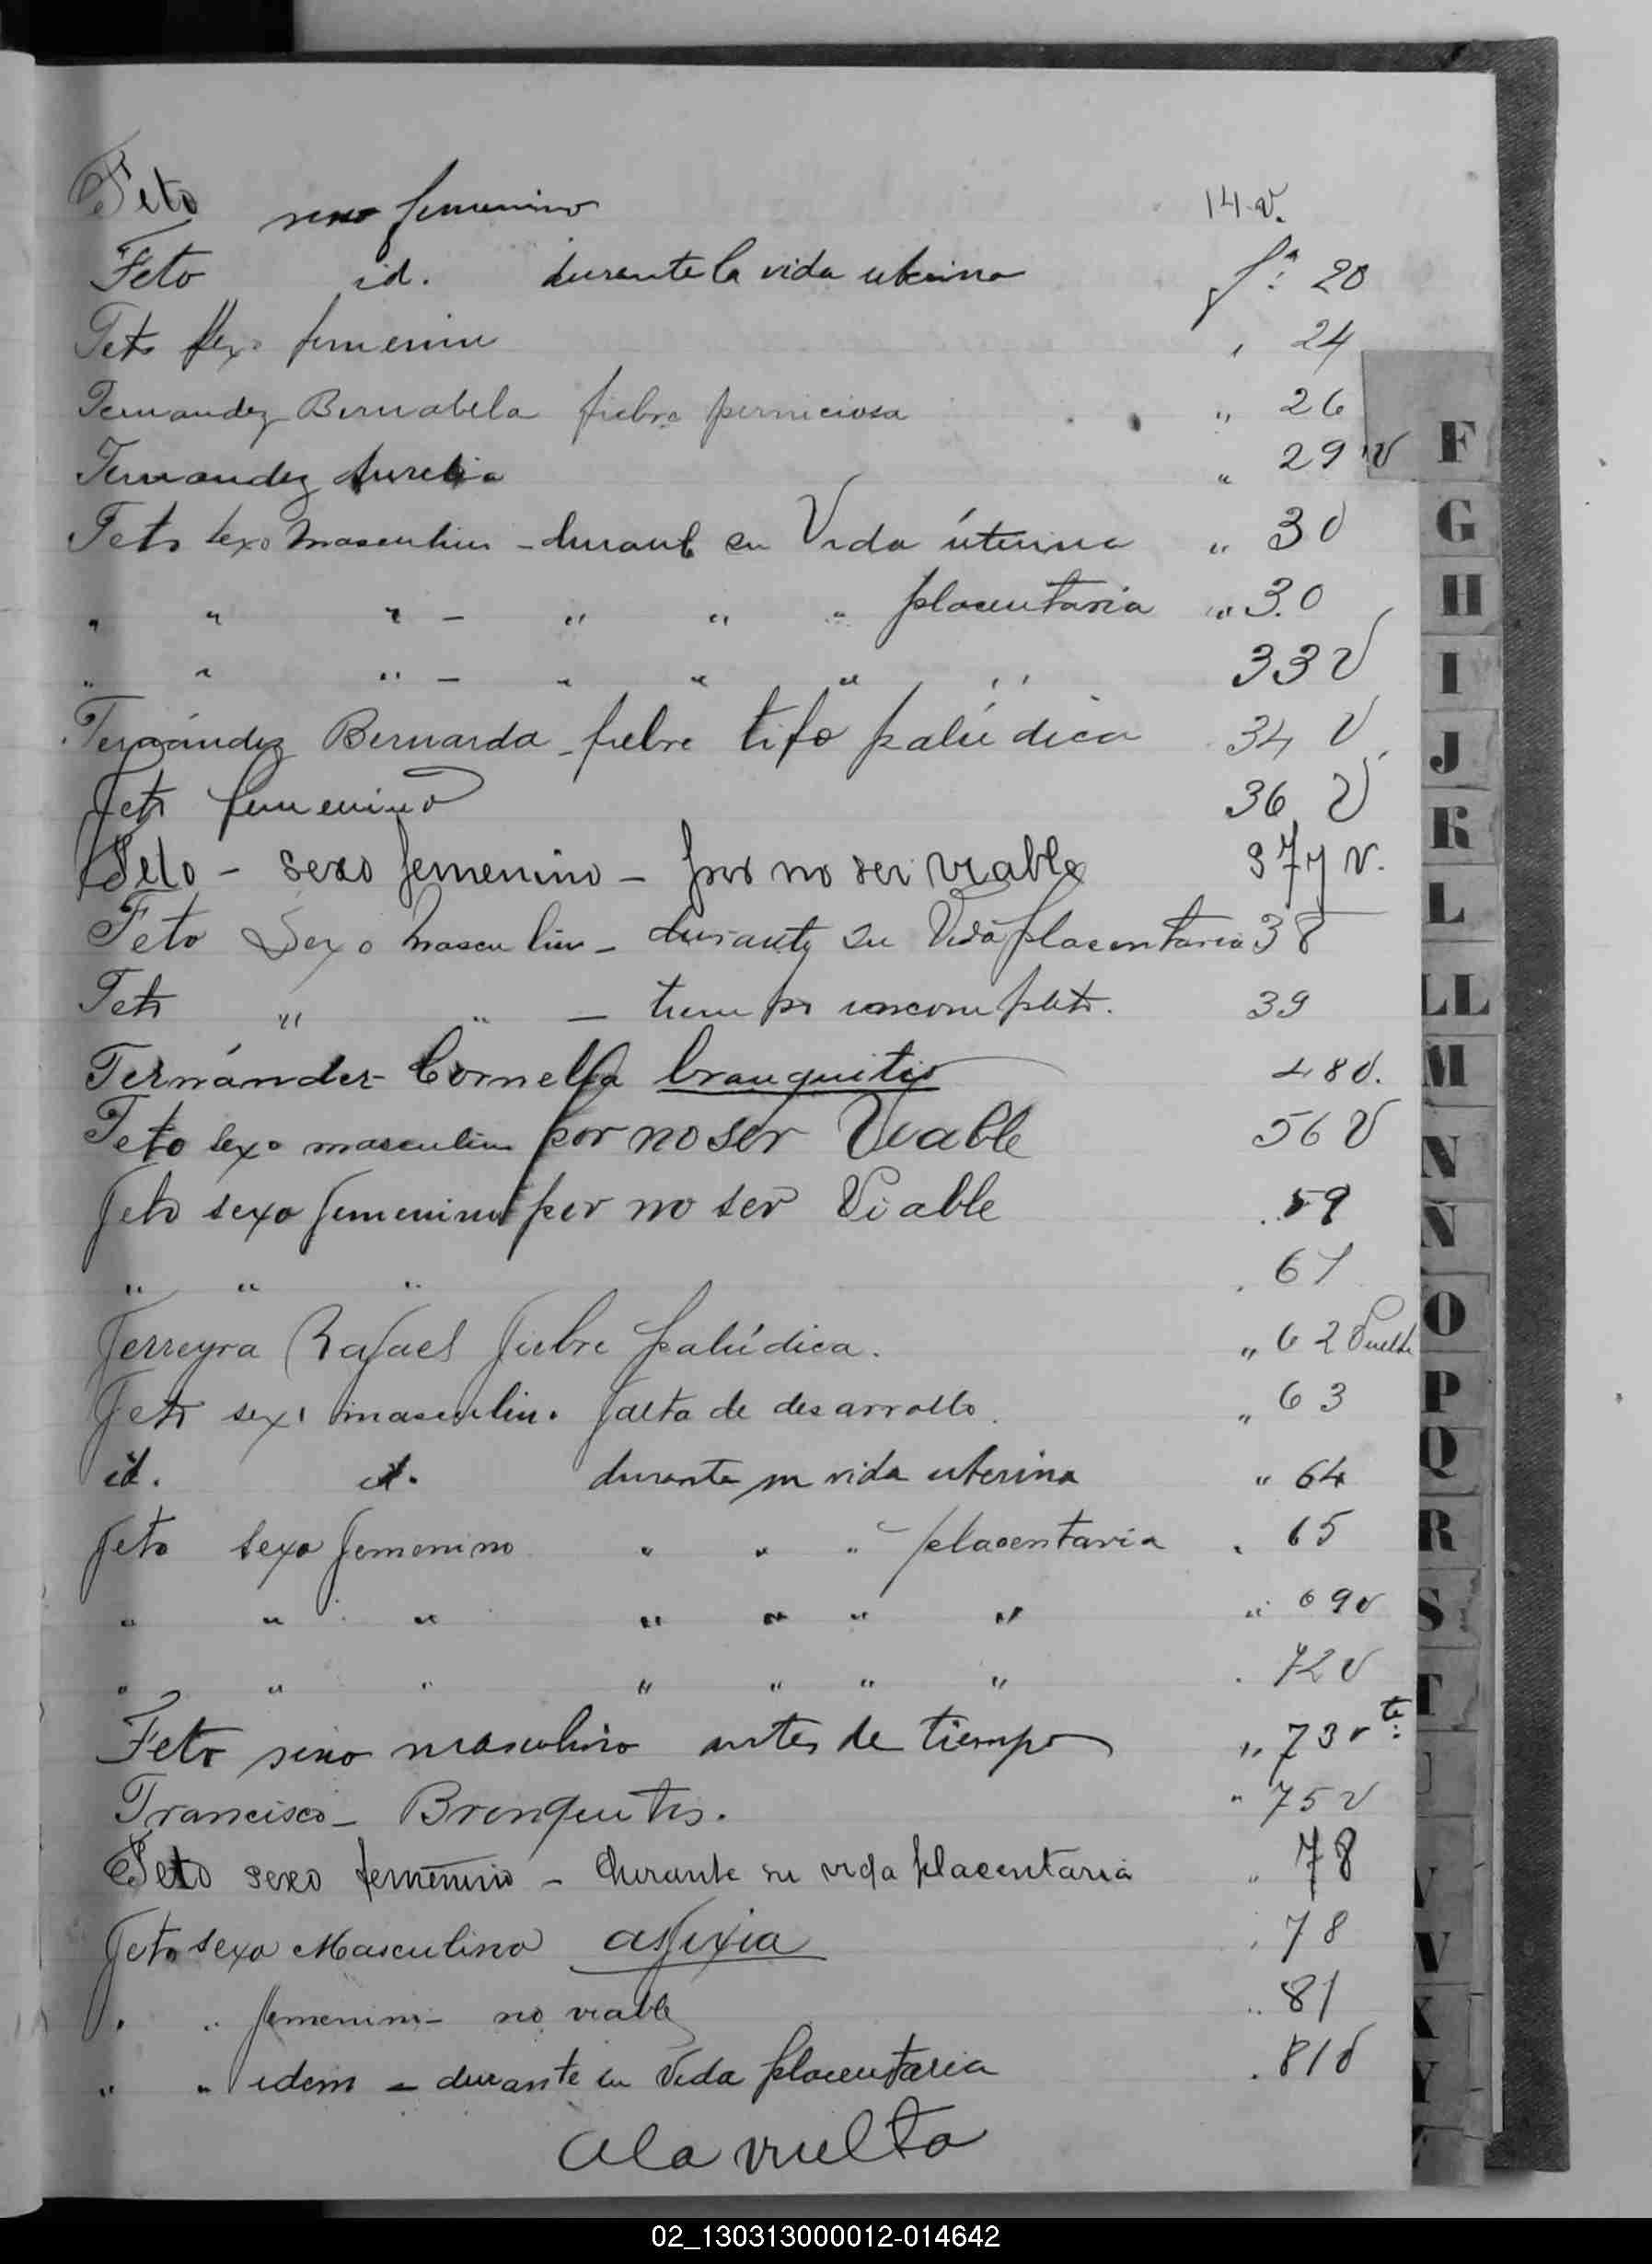 Feto sexo femenino 14 v.
Feto id. durante la vida uterina fª: 20
Feto sexo femenino " 24
Fernandez Bernabela fiebre perniciosa " 26
Fernandez Aurelia " 29 v
Feto sexo masculino - durante su Vida úterina " 30
" " " - " " " placentaria " 30
" " " - " " " " 33 V
Fernández Bernarda - fiebre tifo palúdica 34 V
Feto femenino 36 V
Feto - sexo femenino - por no ser viable 37 v.
Feto Sexo masculino - durante su Vida placentaria 38
Feto " " - tiempo incompleto. 39
Fernández Cornelia branquitis 48 v.
Feto sexo masculino por no ser Viable 56 V
Feto sexo femenino por no ser Viable 59
" " " 61
Ferreyra Rafael fiebre palúdica. " 62 Vuelta
Feto sexo masculino falta de desarrollo. " 63
id. id. durante su vida uterina " 64
Feto sexo femenino " " " placentaria " 65
" " " " " " " " 69 v
" " " " " " " " 72 v
Feto sexo masculino antes de tiempo " 73 vta:
Francisco - Bronquitis. " 75 v
Feto sexo femenino - durante su vida placentaria " 78
Feto sexo Masculino asfixia " 78
" " femenino - no viable " 81
" " idem - durante su Vida placentaria " 81 v
A la vuelta
F
G
H
I
J
K
L
LL
M
N
Ñ
O
P
Q
R
S
T
U
V
X
Y
Z
02_130313000012-014642